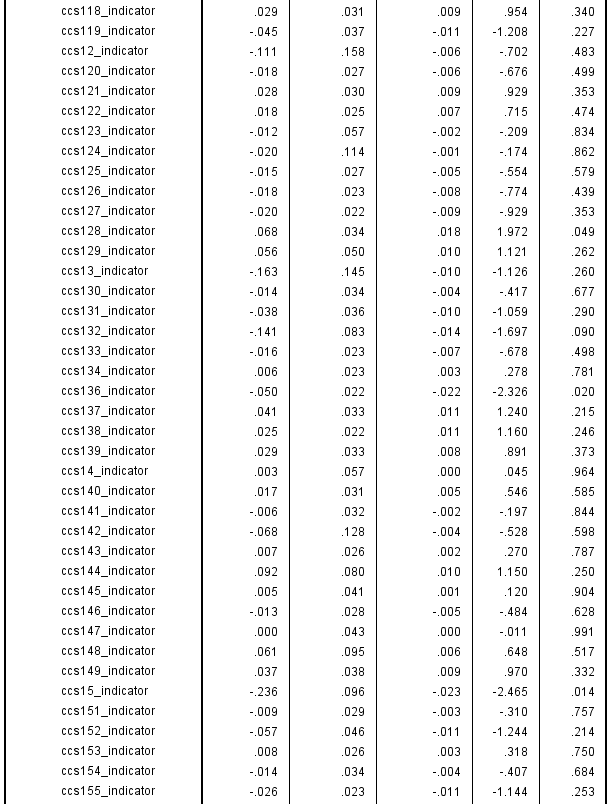 ccs118_indicator .029 .031 .009 .954 .340
ccs119_indicator -.045 .037 -.011 -1.208 .227
ccs12_indicator -.111 .158 -.006 -.702 .483
ccs120_indicator -.018 .027 -.006 -.676 .499
ccs121_indicator .028 .030 .009 .929 .353
ccs122_indicator .018 .025 .007 .715 .474
ccs123_indicator -.012 .057 -.002 -.209 .834
ccs124_indicator -.020 .114 -.001 -.174 .862
ccs125_indicator -.015 .027 -.005 -.554 .579
ccs126_indicator -.018 .023 -.008 -.774 .439
ccs127_indicator -.020 .022 -.009 -.929 .353
ccs128_indicator .068 .034 .018 1.972 .049
ccs129_indicator .056 .050 .010 1.121 .262
ccs13_indicator -.163 .145 -.010 -1.126 .260
ccs130_indicator -.014 .034 -.004 -.417 .677
ccs131_indicator -.038 .036 -.010 -1.059 .290
ccs132_indicator -.141 .083 -.014 -1.697 .090
ccs133_indicator -.016 .023 -.007 -.678 .498
ccs134_indicator .006 .023 .003 .278 .781
ccs136_indicator -.050 .022 -.022 -2.326 .020
ccs137_indicator .041 .033 .011 1.240 .215
ccs138_indicator .025 .022 .011 1.160 .246
ccs139_indicator .029 .033 .008 .891 .373
ccs14_indicator .003 .057 .000 .045 .964
ccs140_indicator .017 .031 .005 .546 .585
ccs141_indicator -.006 .032 -.002 -.197 .844
ccs142_indicator -.068 .128 -.004 -.528 .598
ccs143_indicator .007 .026 .002 .270 .787
ccs144_indicator .092 .080 .010 1.150 .250
ccs145_indicator .005 .041 .001 .120 .904
ccs146_indicator -.013 .028 -.005 -.484 .628
ccs147_indicator .000 .043 .000 -.011 .991
ccs148_indicator .061 .095 .006 .648 .517
ccs149_indicator .037 .038 .009 .970 .332
ccs15_indicator -.236 .096 -.023 -2.465 .014
ccs151_indicator -.009 .029 -.003 -.310 .757
ccs152_indicator -.057 .046 -.011 -1.244 .214
ccs153_indicator .008 .026 .003 .318 .750
ccs154_indicator -.014 .034 -.004 -.407 .684
ccs155_indicator -.026 .023 -.011 -1.144 .253